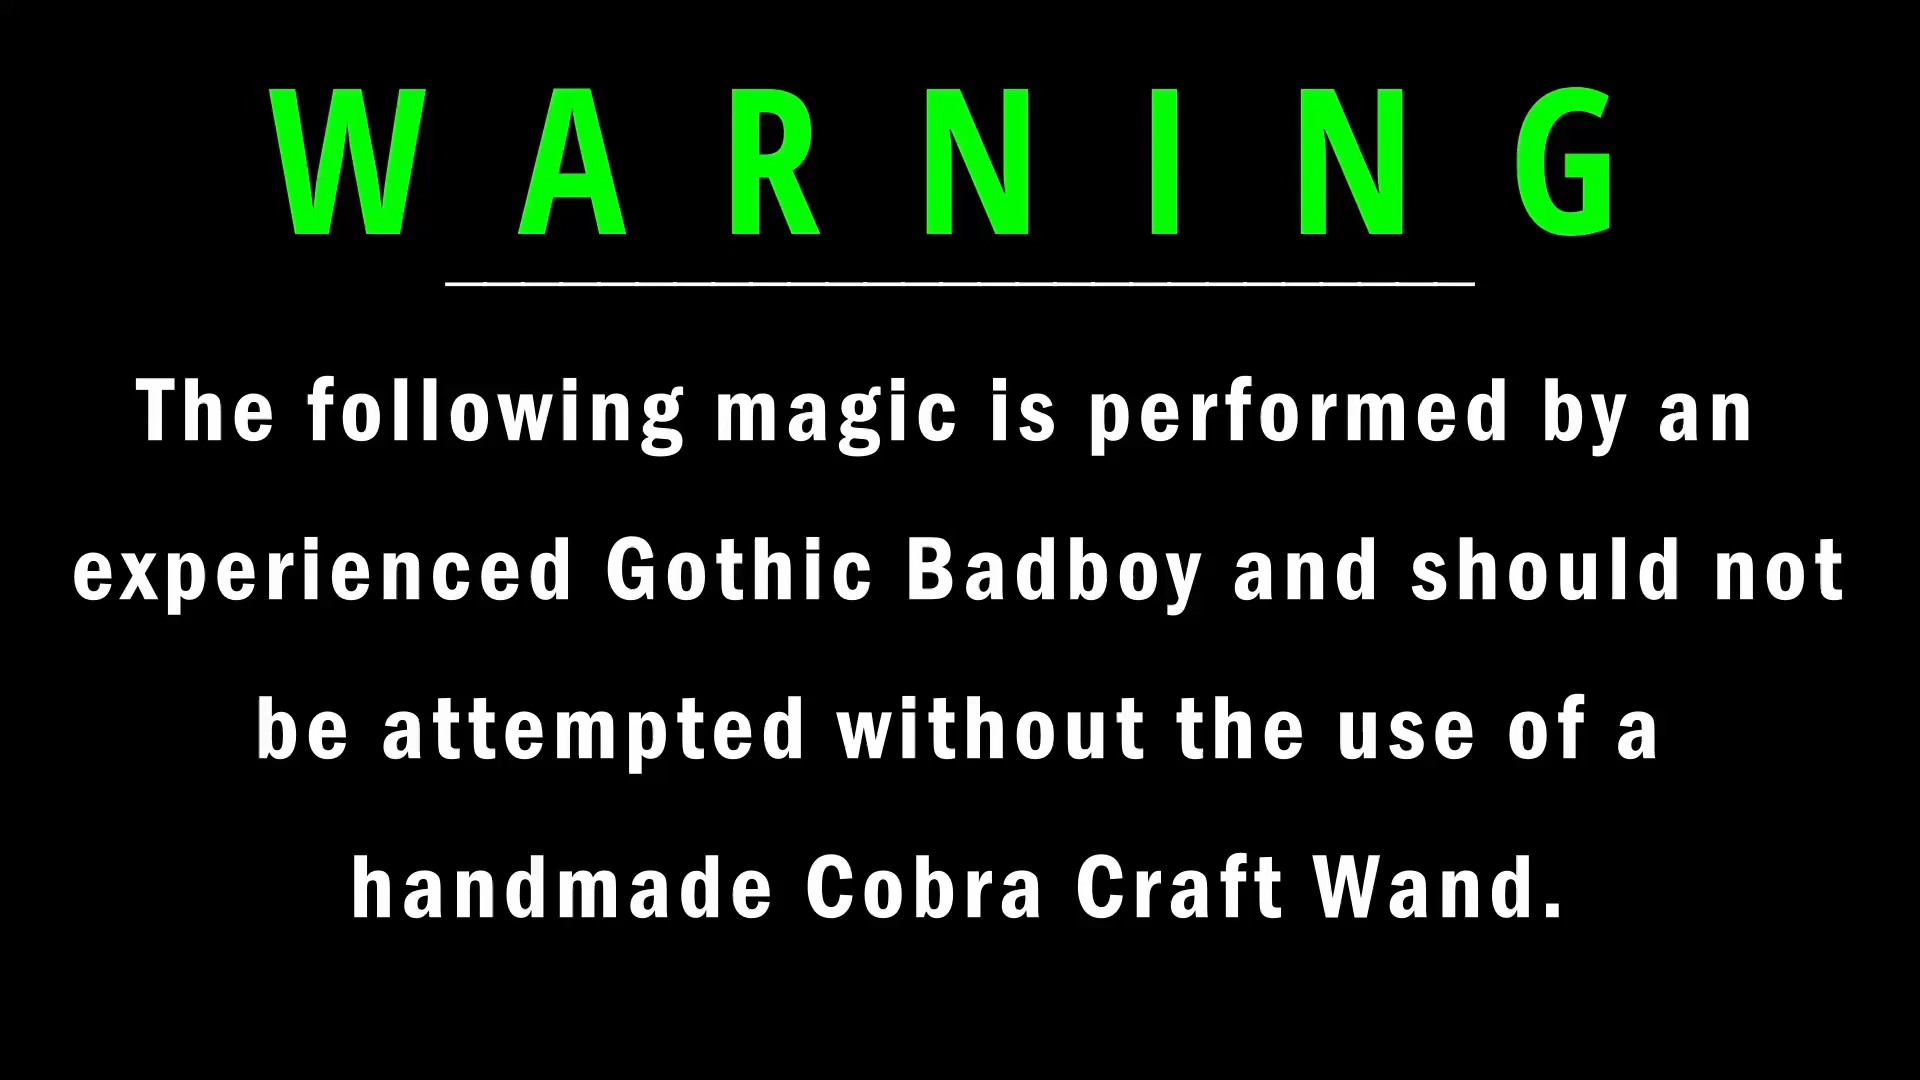 WARNING
The following magic is performed by an
experienced Gothic Badboy and should not
be attempted without the use of a
handmade Cobra Craft Wand.